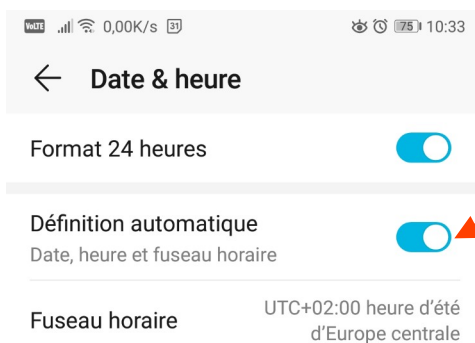 VoLTE 0,00K/s 31 75 10:33
Date & heure
Format 24 heures
Définition automatique
Date, heure et fuseau horaire
Fuseau horaire
UTC+02:00 heure d’été
d’Europe centrale